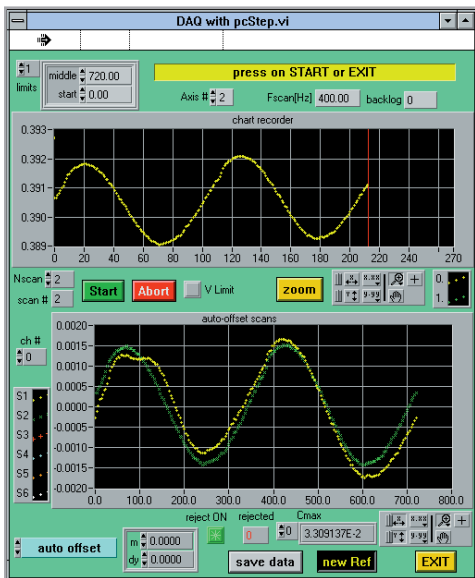 DAQ with pcStep.vi
1
limits
middle 720.00
start 0.00
press on START or EXIT
Axis # 2
Fscan[Hz] 400.00
backlog 0
chart recorder
0.393-
0.392-
0.391-
0.390-
0.389-
0 20 40 60 80 100 120 140 160 180 200 220 240 270
Nscan 2
scan # 2
Start
Abort
V Limit
zoom
X X.XX
Y Y.YY
0.
1.
auto-offset scans
ch #
0
0.0020-
0.0015-
0.0010-
0.0005-
0.0000-
-0.0005-
-0.0010-
-0.0015-
-0.0020-
0.0 100.0 200.0 300.0 400.0 500.0 600.0 700.0 800.0
S1
S2
S3
S4
S5
S6
auto offset
m 0.0000
dy 0.0000
reject ON
rejected
0
0
Cmax
3.309137E-2
X X.XX
Y Y.YY
save data
new Ref
EXIT